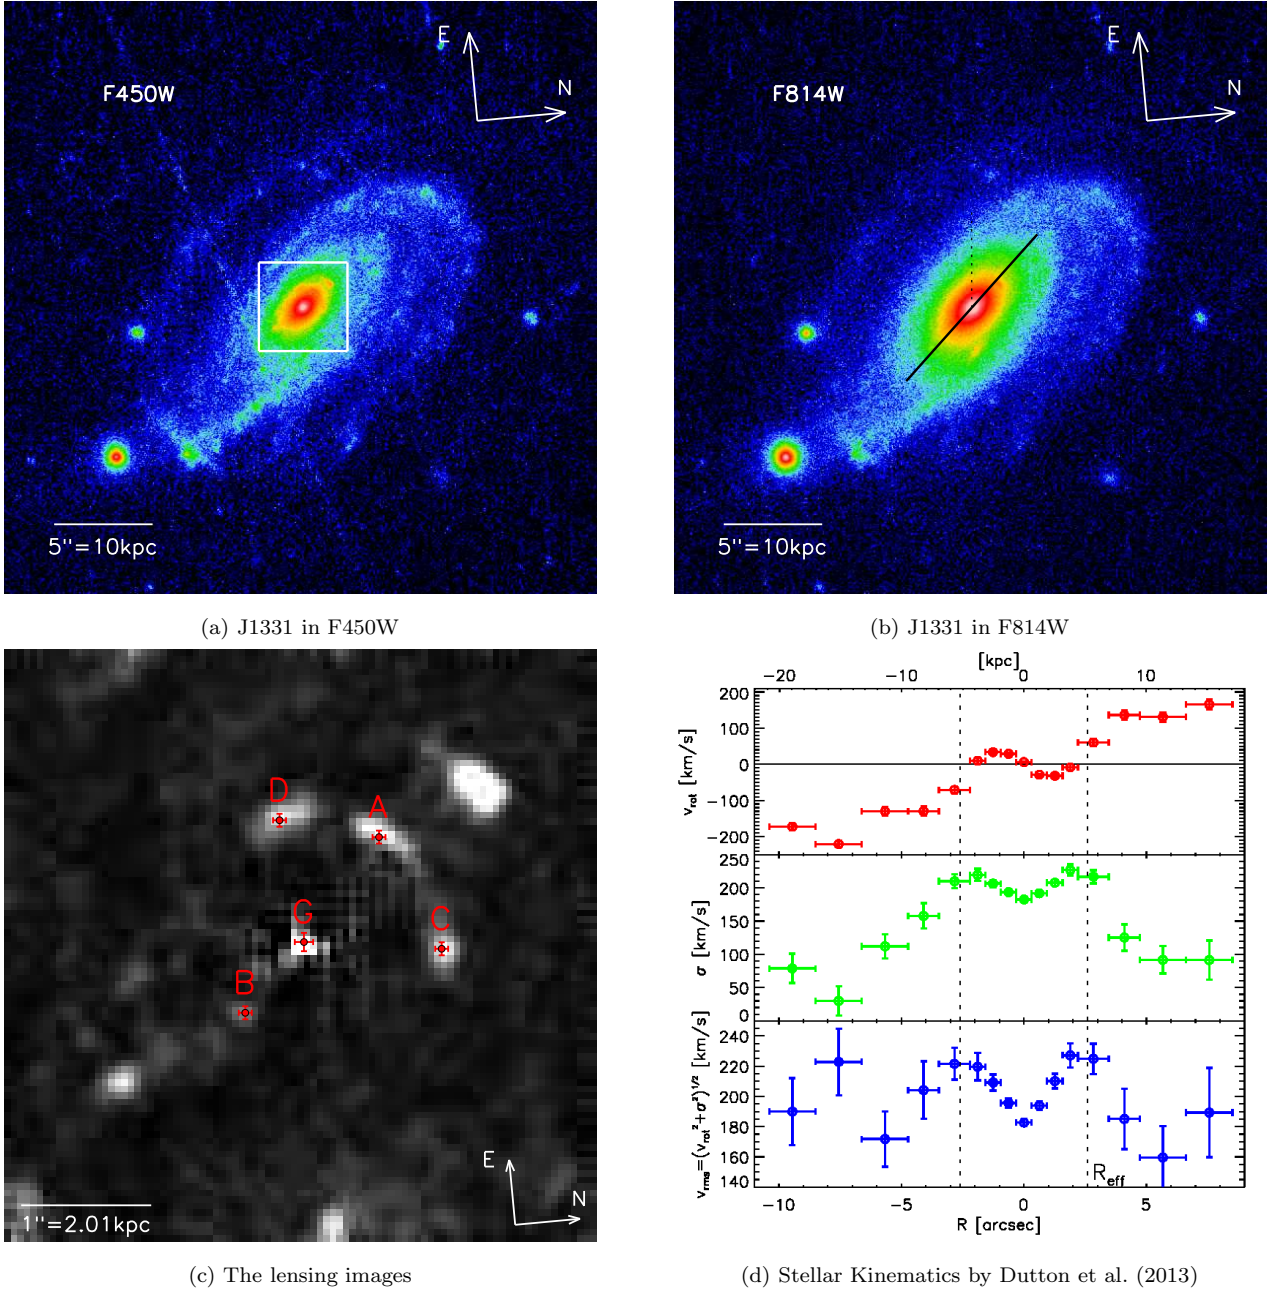 F450W
E
N
5"=10kpc
(a) J1331 in F450W
F814W
E
N
5"=10kpc
(b) J1331 in F814W
D
A
G
C
B
E
N
1"=2.01kpc
(c) The lensing images
[kpc]
−20 −10 0 10
200
100
0
−100
−200
v_rot [km/s]
250
200
150
100
50
0
σ [km/s]
240
220
200
180
160
140
v_rms=(v_rot²+σ²)^1/2 [km/s]
R_eff
−10 −5 0 5
R [arcsec]
(d) Stellar Kinematics by Dutton et al. (2013)